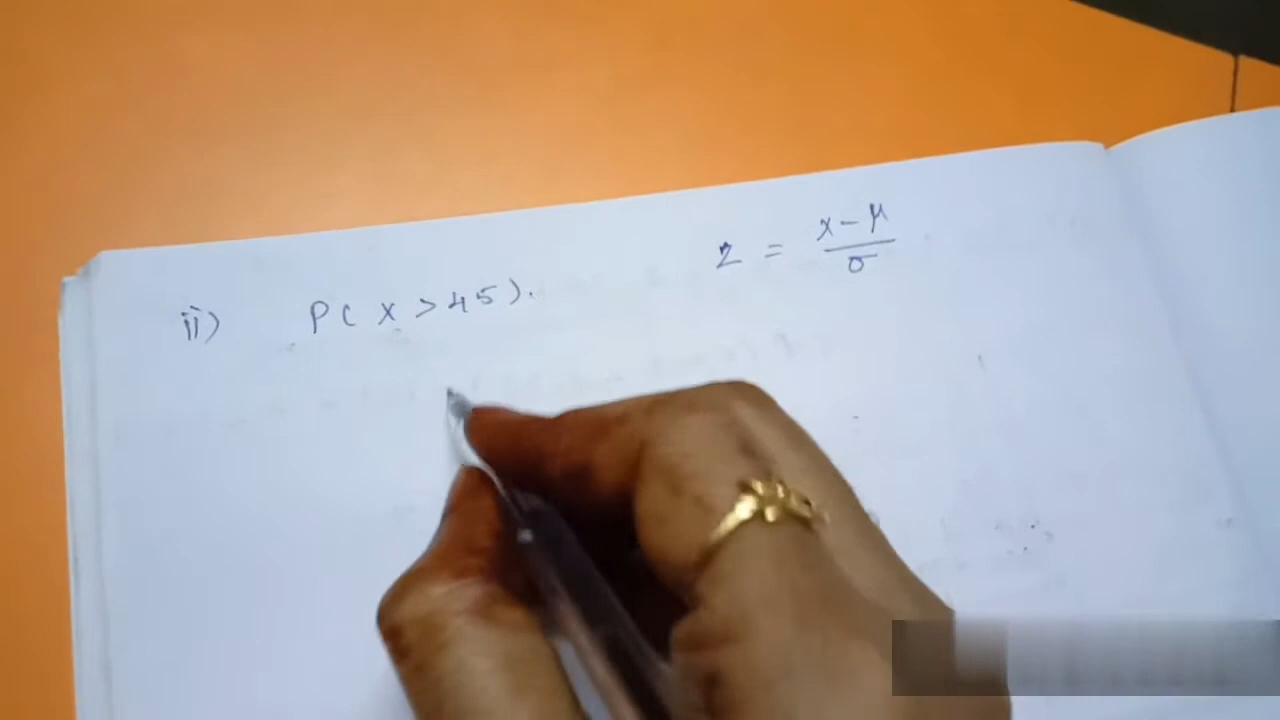 z = x-μ/σ
ii) P( X > 45).